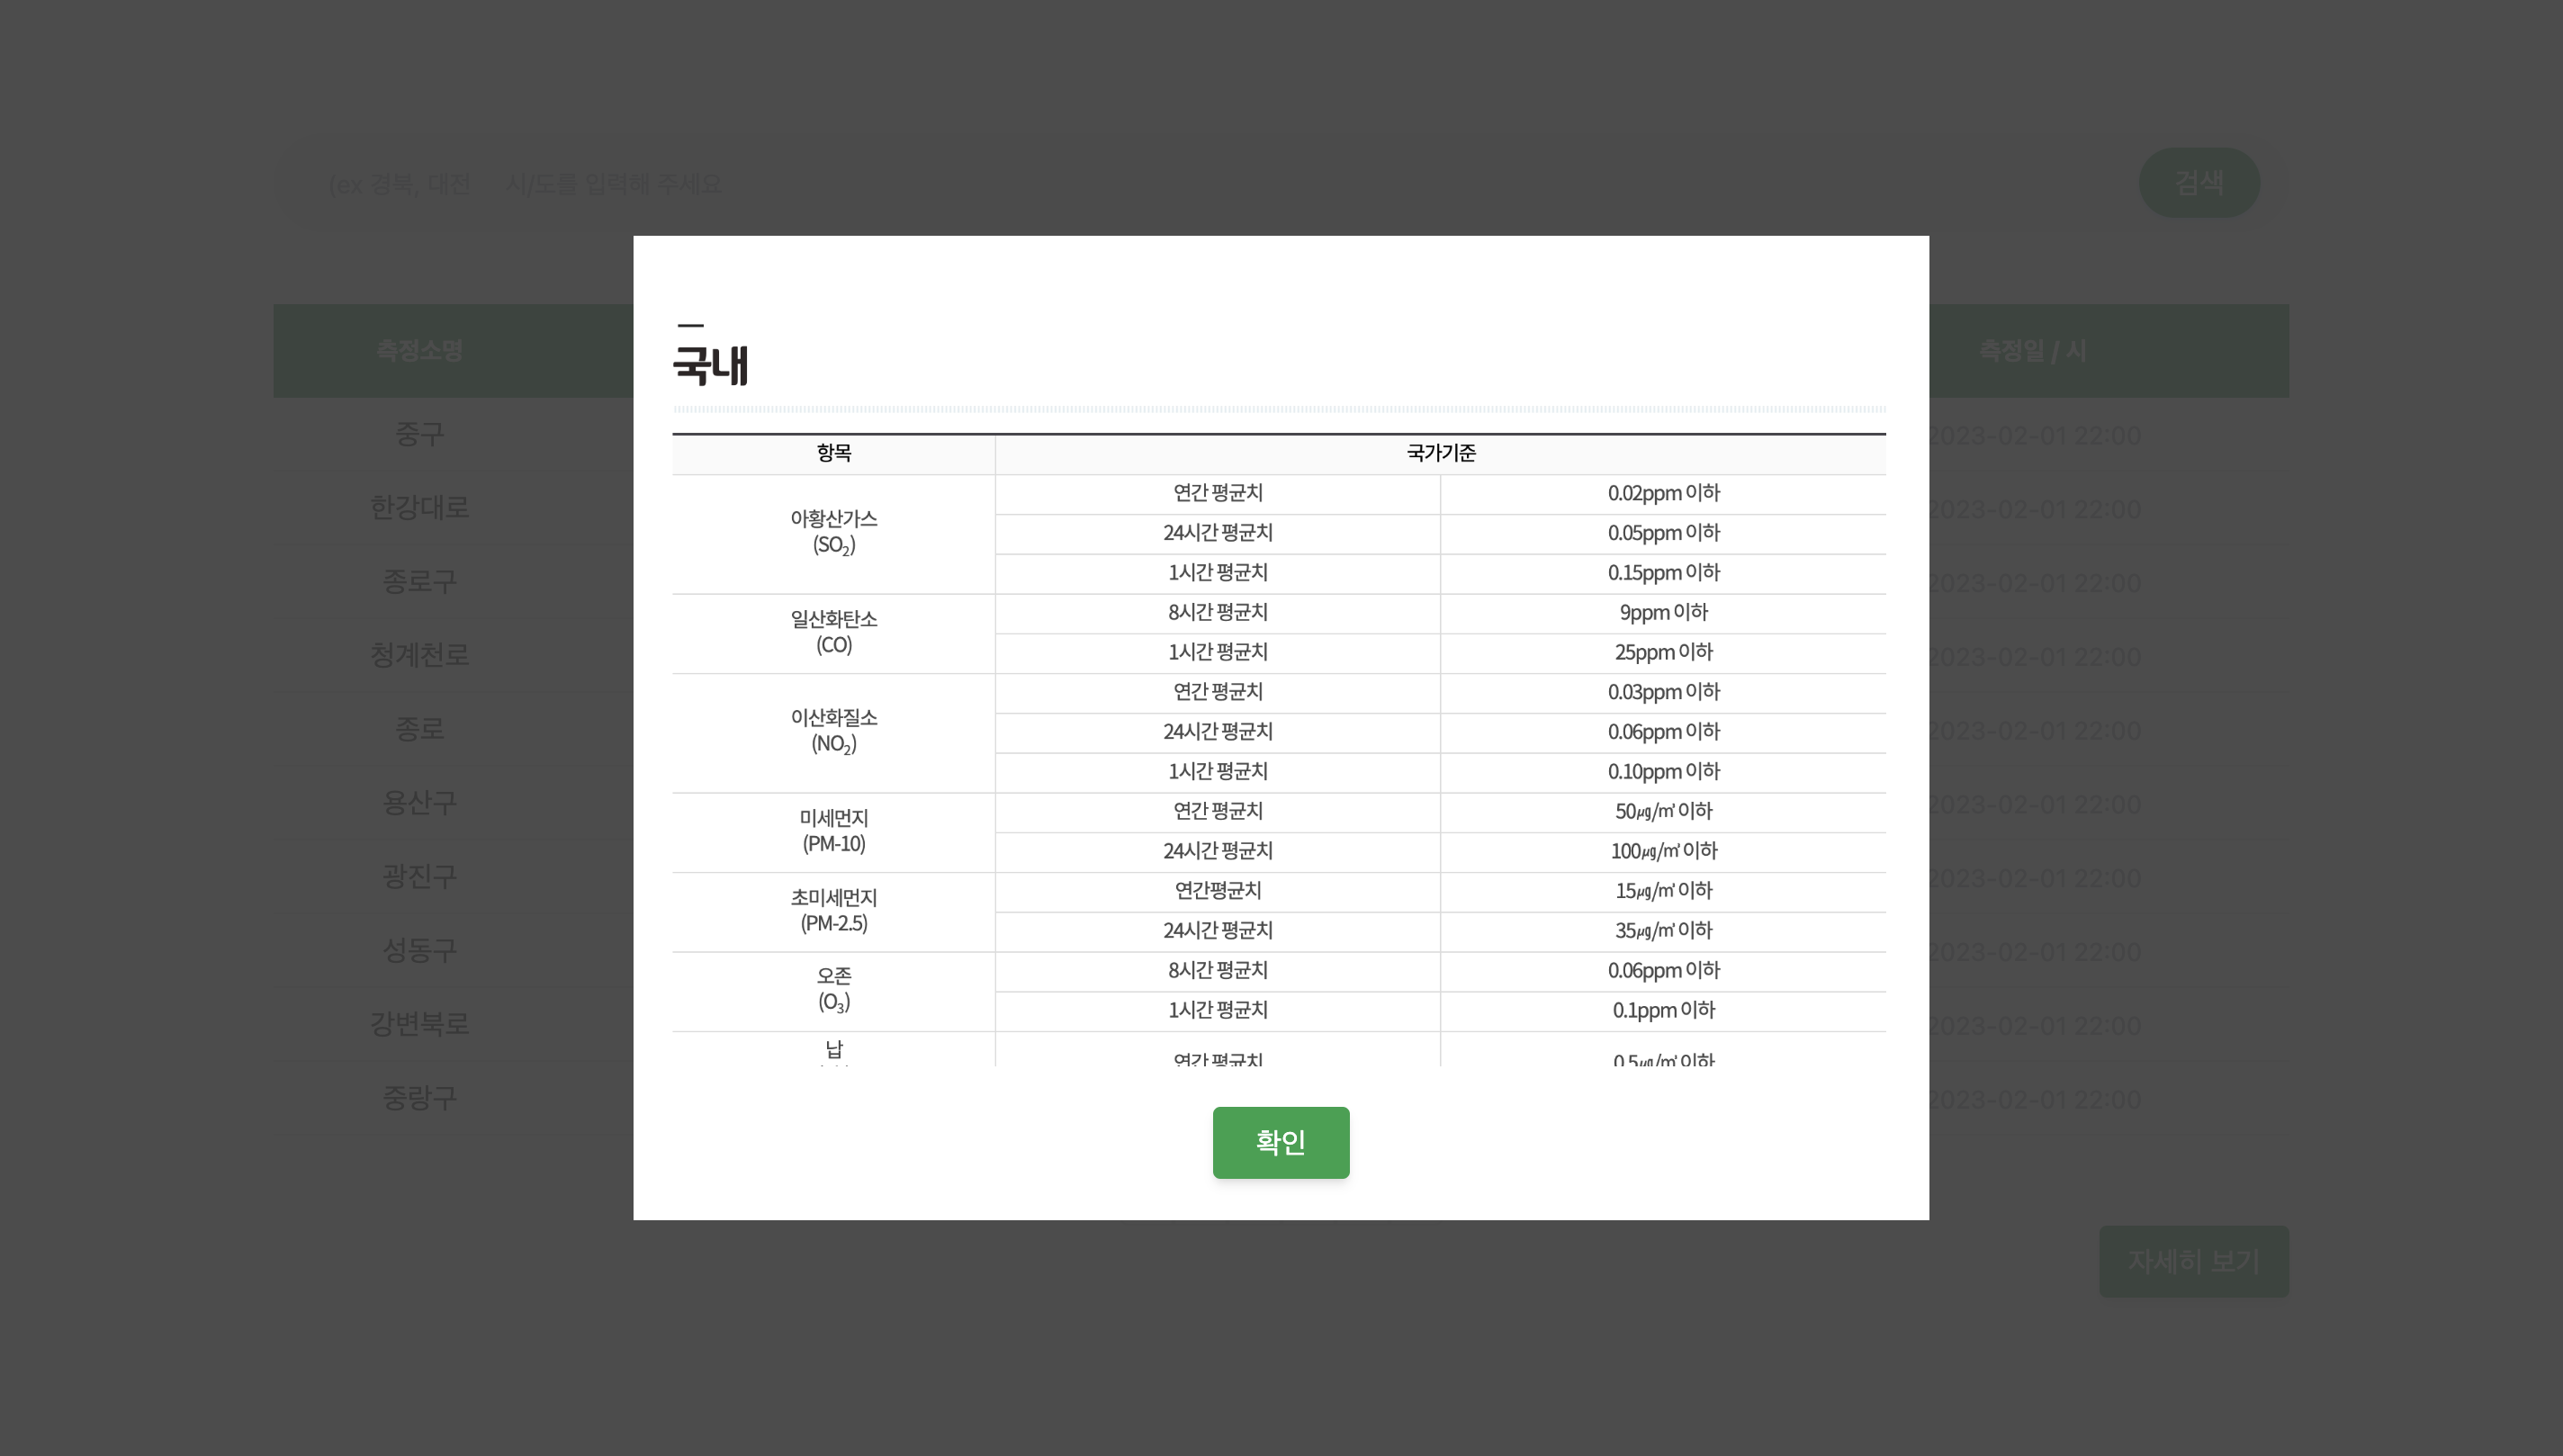 (ex 경북, 대전 시/도를 입력해 주세요
검색
측정소명
측정일 / 시
중구
2023-02-01 22:00
한강대로
2023-02-01 22:00
종로구
2023-02-01 22:00
청계천로
2023-02-01 22:00
종로
2023-02-01 22:00
용산구
2023-02-01 22:00
광진구
2023-02-01 22:00
성동구
2023-02-01 22:00
강변북로
2023-02-01 22:00
중랑구
2023-02-01 22:00
자세히 보기
국내
항목 국가기준
아황산가스
(SO₂)
연간 평균치 0.02ppm 이하
24시간 평균치 0.05ppm 이하
1시간 평균치 0.15ppm 이하
일산화탄소
(CO)
8시간 평균치 9ppm 이하
1시간 평균치 25ppm 이하
이산화질소
(NO₂)
연간 평균치 0.03ppm 이하
24시간 평균치 0.06ppm 이하
1시간 평균치 0.10ppm 이하
미세먼지
(PM-10)
연간 평균치 50㎍/㎥ 이하
24시간 평균치 100㎍/㎥ 이하
초미세먼지
(PM-2.5)
연간평균치 15㎍/㎥ 이하
24시간 평균치 35㎍/㎥ 이하
오존
(O₃)
8시간 평균치 0.06ppm 이하
1시간 평균치 0.1ppm 이하
납
연간 평균치 0.5㎍/㎥ 이하
확인